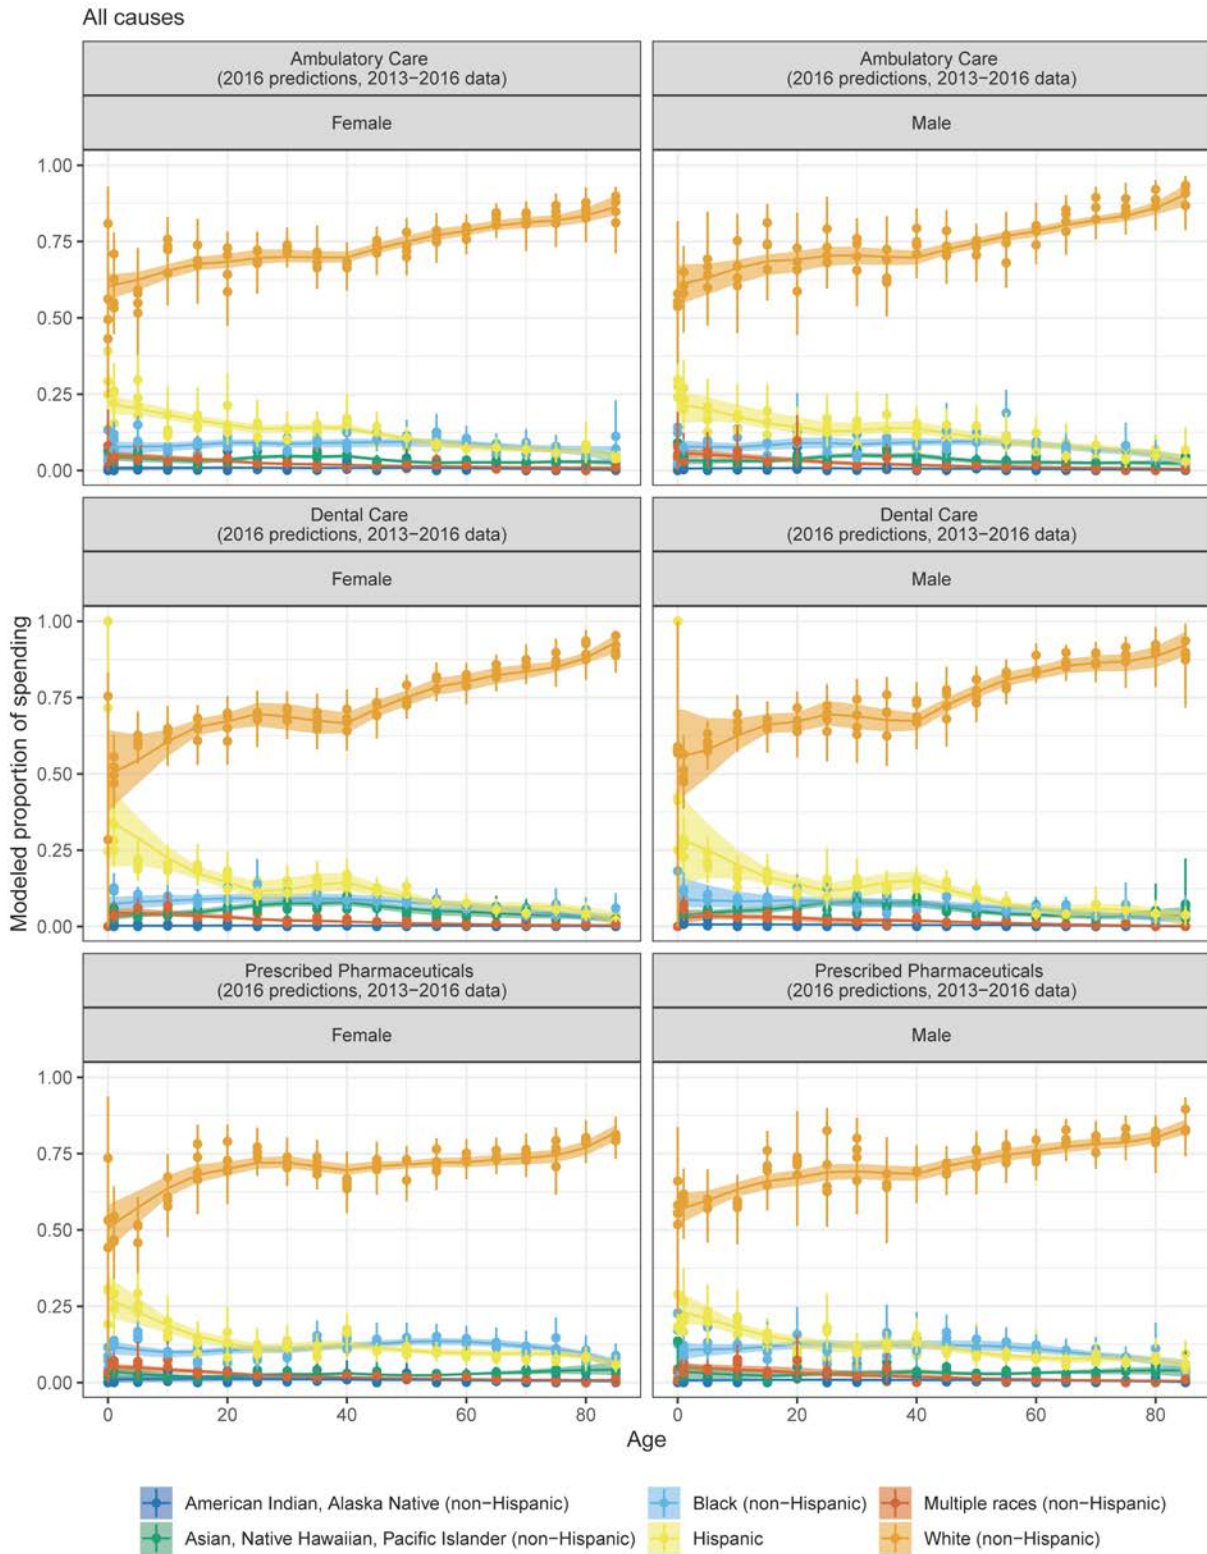 All causes
Ambulatory Care
(2016 predictions, 2013−2016 data)
Female
Ambulatory Care
(2016 predictions, 2013−2016 data)
Male
1.00
0.75
0.50
0.25
0.00
Dental Care
(2016 predictions, 2013−2016 data)
Female
Dental Care
(2016 predictions, 2013−2016 data)
Male
Modeled proportion of spending
1.00
0.75
0.50
0.25
0.00
Prescribed Pharmaceuticals
(2016 predictions, 2013−2016 data)
Female
Prescribed Pharmaceuticals
(2016 predictions, 2013−2016 data)
Male
1.00
0.75
0.50
0.25
0.00
0 20 40 60 80
0 20 40 60 80
Age
American Indian, Alaska Native (non−Hispanic)
Black (non−Hispanic)
Multiple races (non−Hispanic)
Asian, Native Hawaiian, Pacific Islander (non−Hispanic)
Hispanic
White (non−Hispanic)